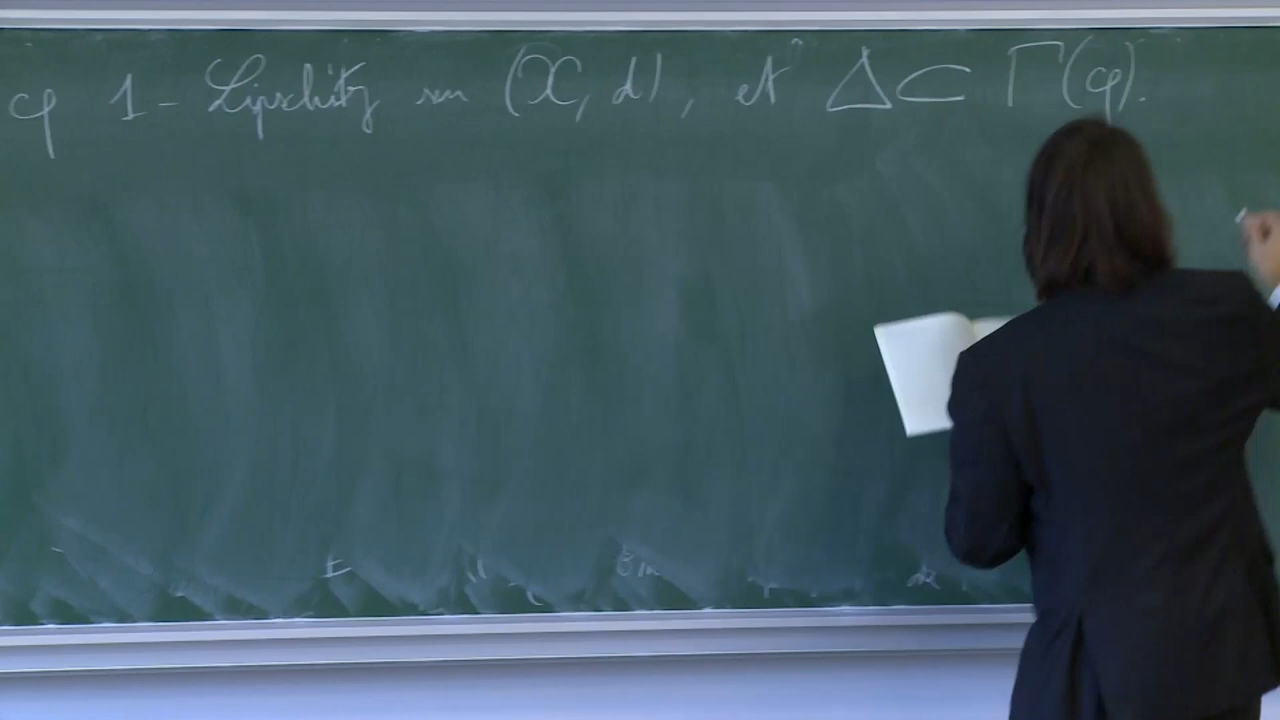 φ 1-Lipschitz sur (X, d), et Δ ⊂ Γ(φ).